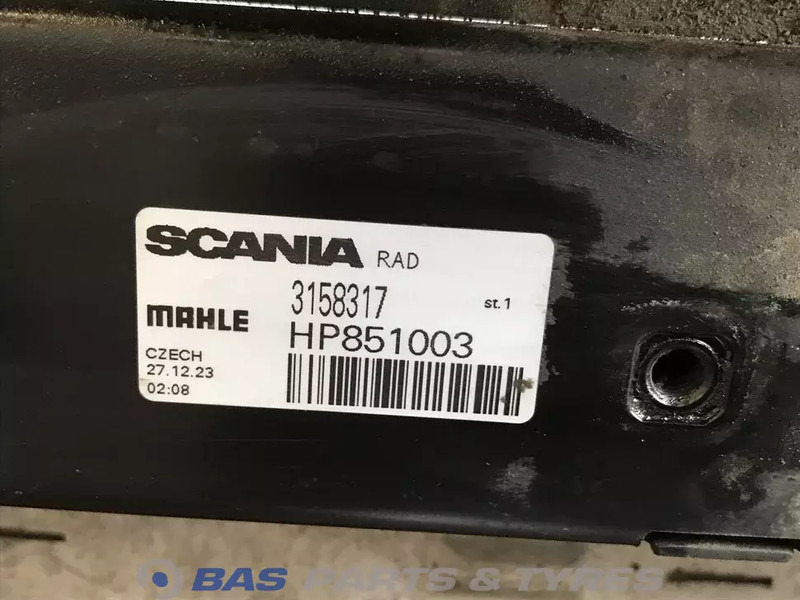 SCANIA RAD
3158317 st.1
MAHLE HP851003
CZECH
27.12.23
02:08
BAS PARTS & TYRES